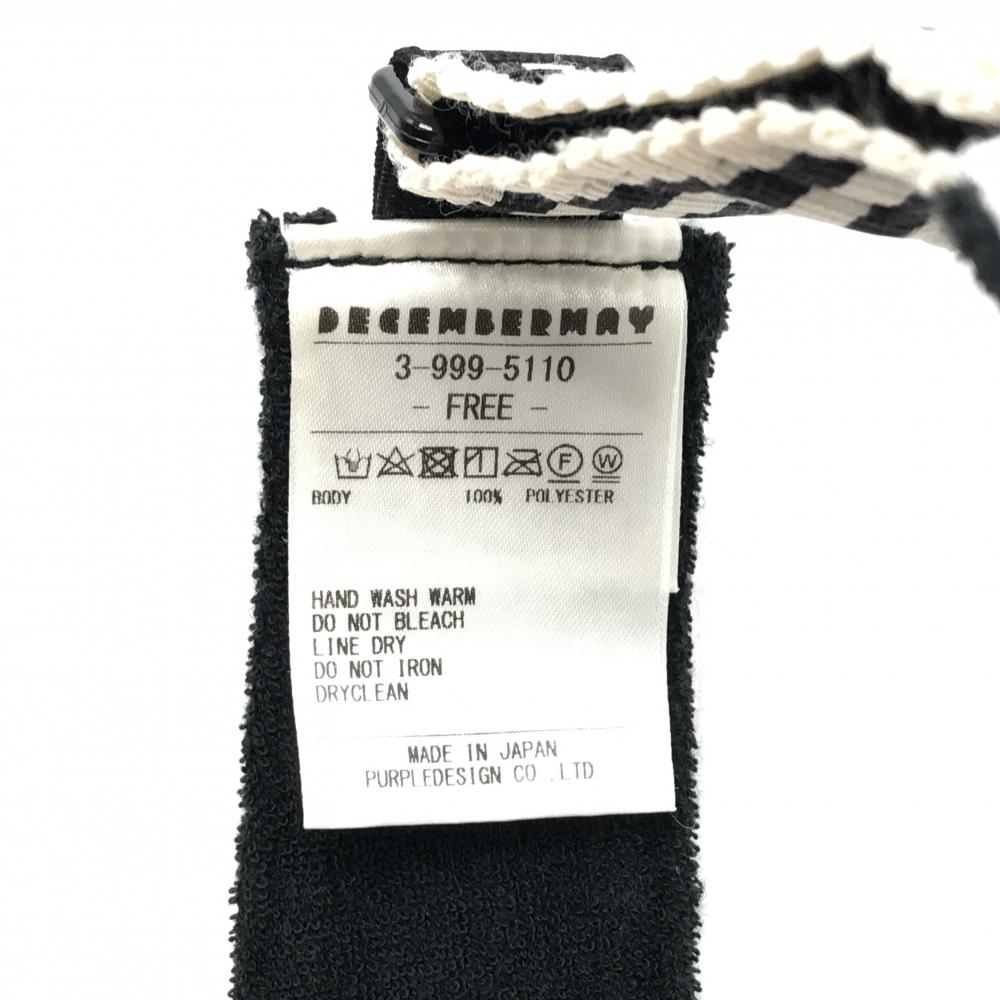 DECEMBERMAY
3-999-5110
- FREE -
F W
BODY 100% POLYESTER
HAND WASH WARM
DO NOT BLEACH
LINE DRY
DO NOT IRON
DRYCLEAN
MADE IN JAPAN
PURPLEDESIGN CO .LTD